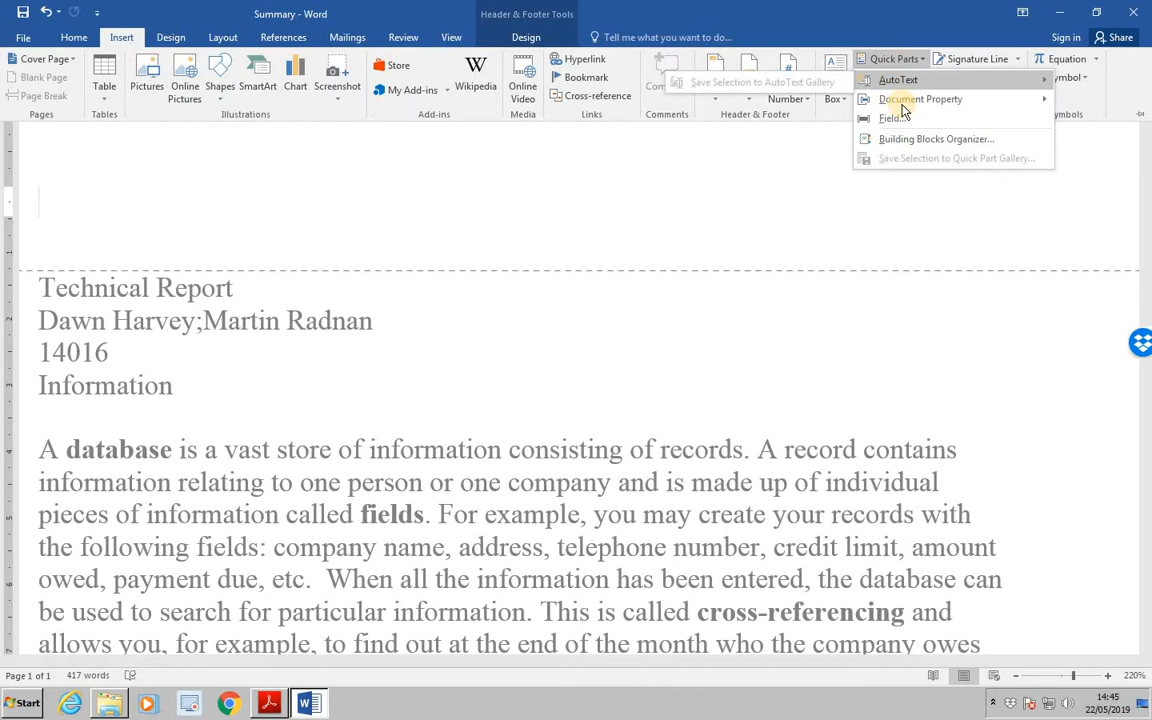 Summary - Word
Header & Footer Tools
File
Home
Insert
Design
Layout
References
Mailings
Review
View
Design
Tell me what you want to do...
Sign in
Share
Cover Page
Blank Page
Page Break
Pages
Table
Tables
Pictures
Online
Pictures
Shapes
SmartArt
Chart
Screenshot
Store
My Add-ins
Wikipedia
Add-ins
Online
Video
Media
Hyperlink
Bookmark
Cross-reference
Links
Comments
Number
Header & Footer
Box
Quick Parts
Signature Line
Equation
Save Selection to AutoText Gallery
AutoText
Document Property
Field...
Building Blocks Organizer...
Save Selection to Quick Part Gallery...
Technical Report
Dawn Harvey;Martin Radnan
14016
Information
A database is a vast store of information consisting of records. A record contains
information relating to one person or one company and is made up of individual
pieces of information called fields. For example, you may create your records with
the following fields: company name, address, telephone number, credit limit, amount
owed, payment due, etc.  When all the information has been entered, the database can
be used to search for particular information. This is called cross-referencing and
allows you, for example, to find out at the end of the month who the company owes
Page 1 of 1
417 words
220%
Start
14:45
22/05/2019